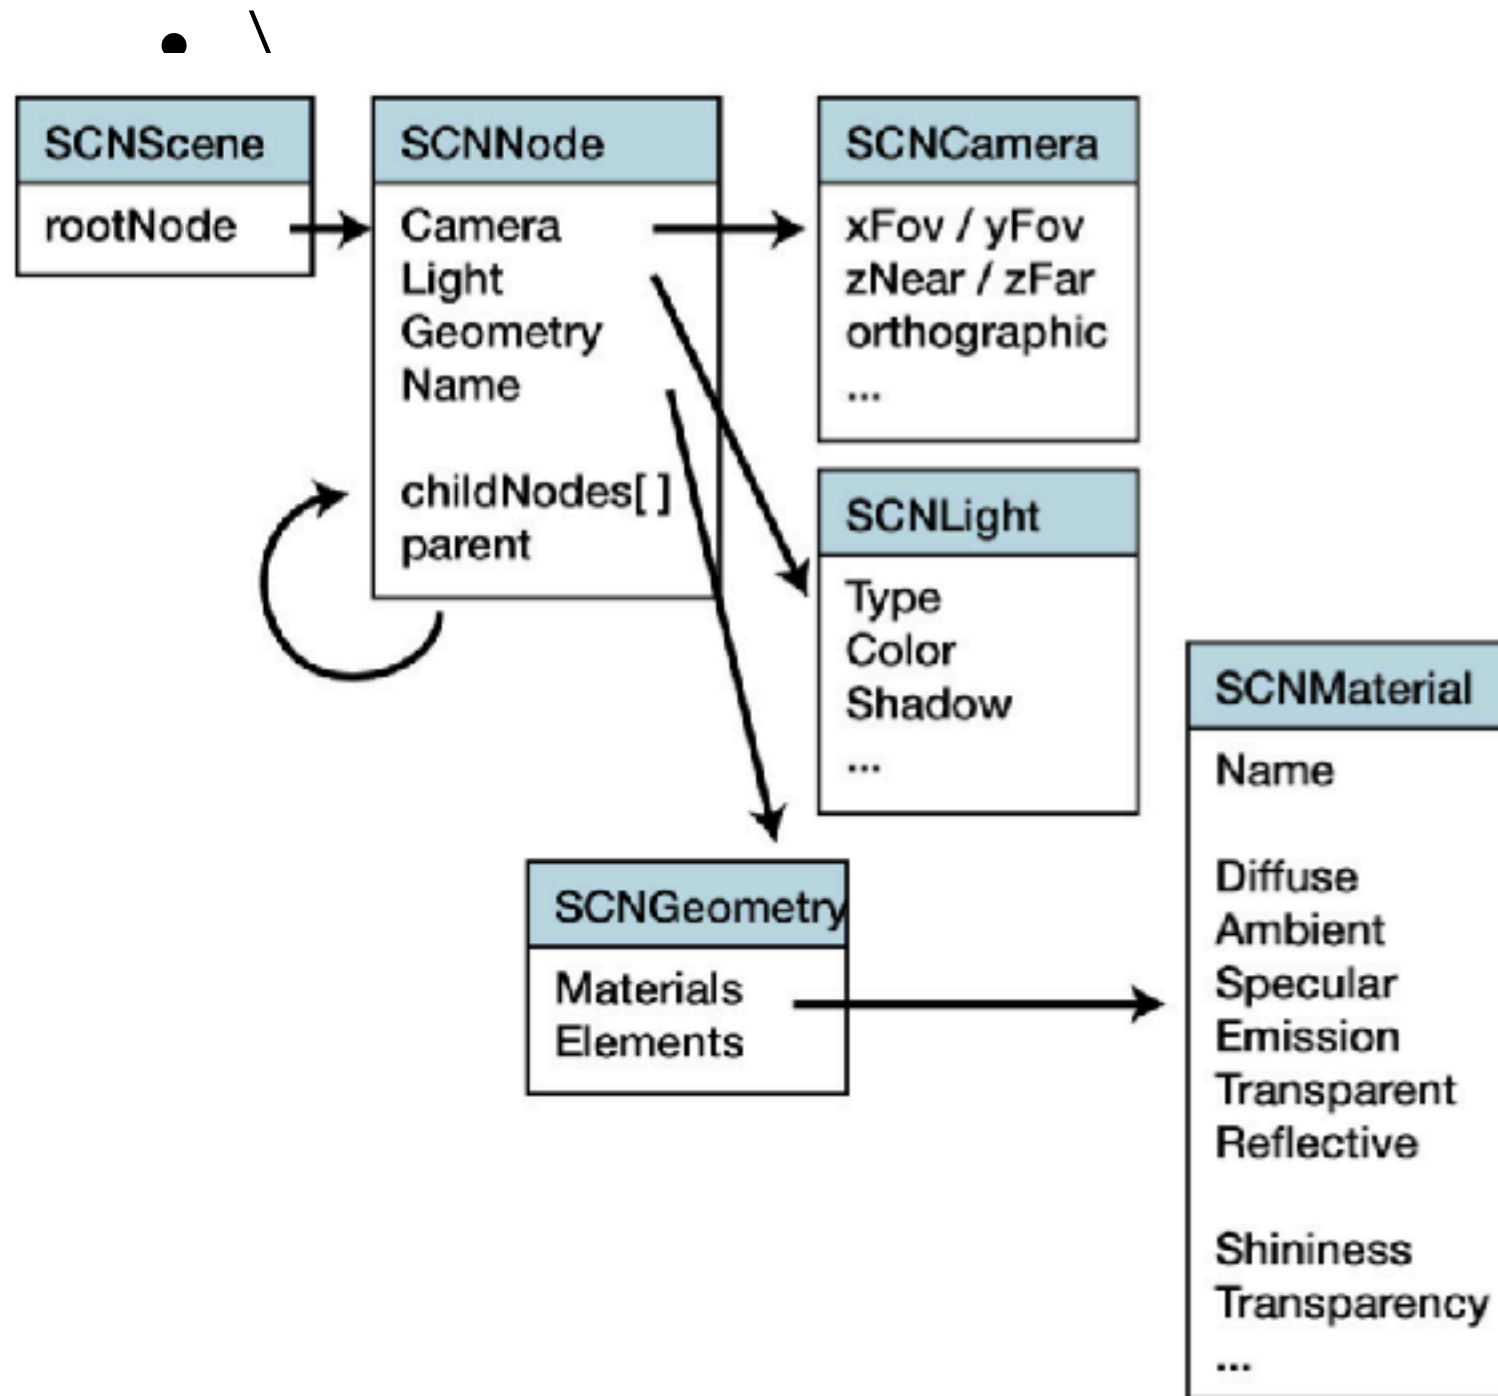 • \
SCNScene
rootNode
SCNNode
Camera
Light
Geometry
Name
childNodes[ ]
parent
SCNCamera
xFov / yFov
zNear / zFar
orthographic
...
SCNLight
Type
Color
Shadow
...
SCNGeometry
Materials
Elements
SCNMaterial
Name
Diffuse
Ambient
Specular
Emission
Transparent
Reflective
Shininess
Transparency
...